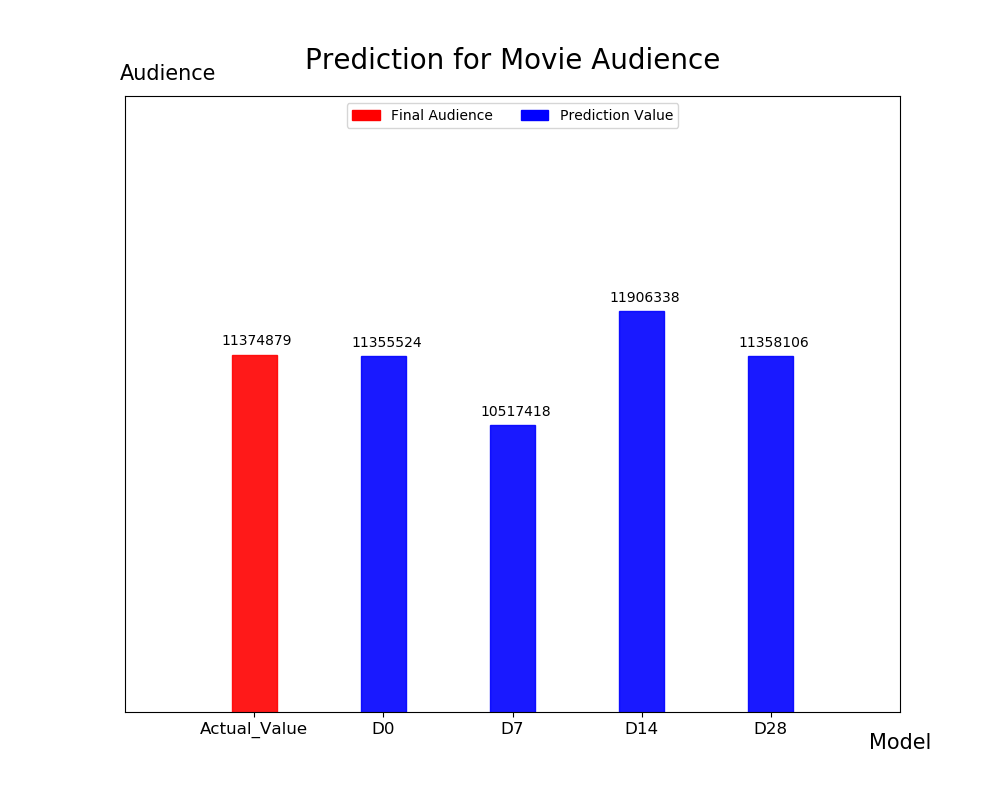 Prediction for Movie Audience
Audience
Final Audience Prediction Value
11906338
11374879 11355524 11358106
10517418
Actual_Value D0 D7 D14 D28
Model